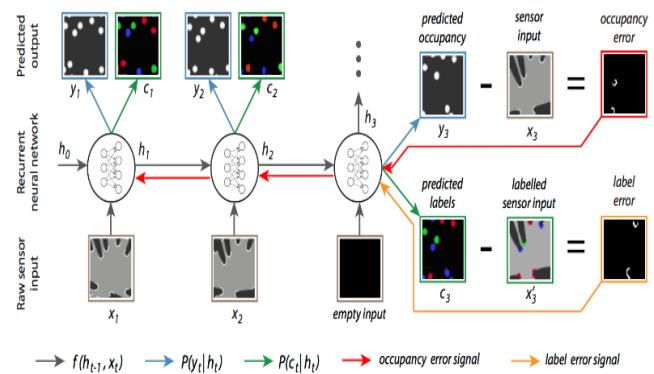 Predicted output
y1
c1
y2
c2
predicted occupancy
sensor input
occupancy error
y3
x3
Recurrent neural network
h0
h1
h2
h3
predicted labels
labelled sensor input
label error
c3
x'3
Raw sensor input
x1
x2
empty input
f(ht-1, xt)
P(yt|ht)
P(ct|ht)
occupancy error signal
label error signal